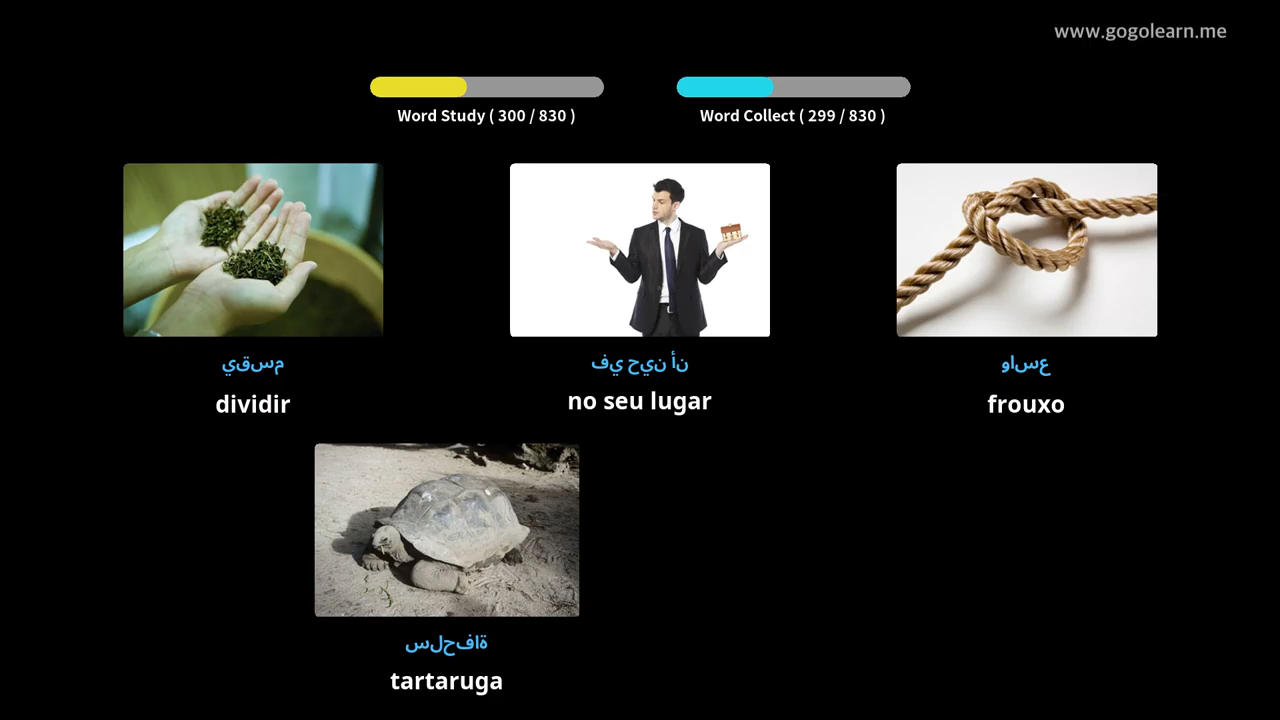 www.gogolearn.me
Word Study ( 300 / 830 )
Word Collect ( 299 / 830 )
يقسم
dividir
في حين أن
no seu lugar
واسع
frouxo
سلحفاة
tartaruga